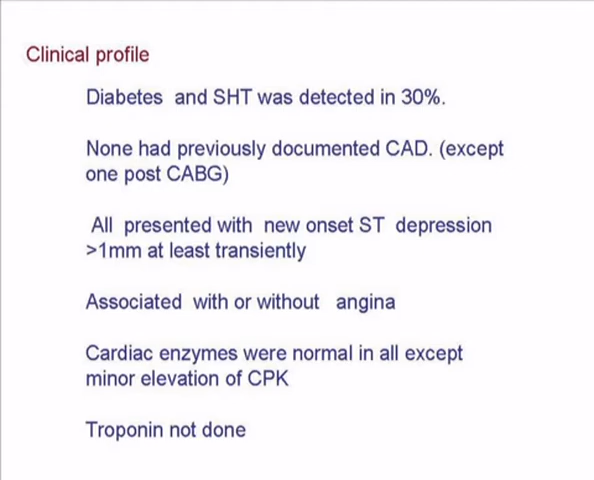 Clinical profile
Diabetes and SHT was detected in 30%.
None had previously documented CAD. (except
one post CABG)
All presented with new onset ST depression
>1mm at least transiently
Associated with or without angina
Cardiac enzymes were normal in all except
minor elevation of CPK
Troponin not done